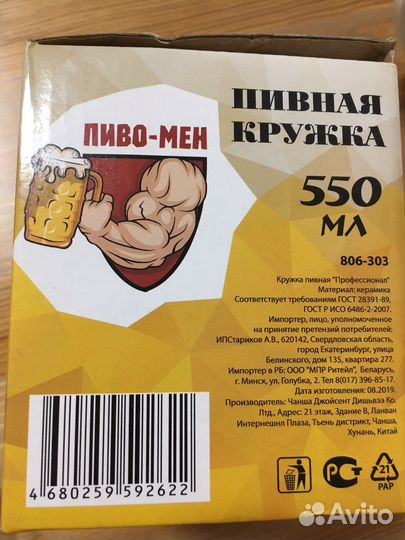 ПИВО-МЕН
ПИВНАЯ
КРУЖКА
550
МЛ
806-303
Кружка пивная "Профессионал"
Материал: керамика
Соответствует требованиям ГОСТ 28391-89,
ГОСТ Р ИСО 6486-2-2007.
Импортер, лицо, уполномоченное
на принятие претензий потребителей:
ИПСтариков А.В., 620142, Свердловская область,
город Екатеринбург, улица
Белинского, дом 135, квартира 277.
Импортер в РБ: ООО "МПР Ритейл", Беларусь,
г. Минск, ул. Голубка, 2. Тел 8(017) 396-85-17.
Дата изготовления: 08.2019.
Производитель: Чанша Джойсент Дишьвэз Ко.
Лтд., Адрес: 21 этаж, Здание B, Ланван
Интернешнл Плаза, Тьень дистрикт, Чанша,
Хунань, Китай
4 680259 592622
РСТ
21
PAP
Avito